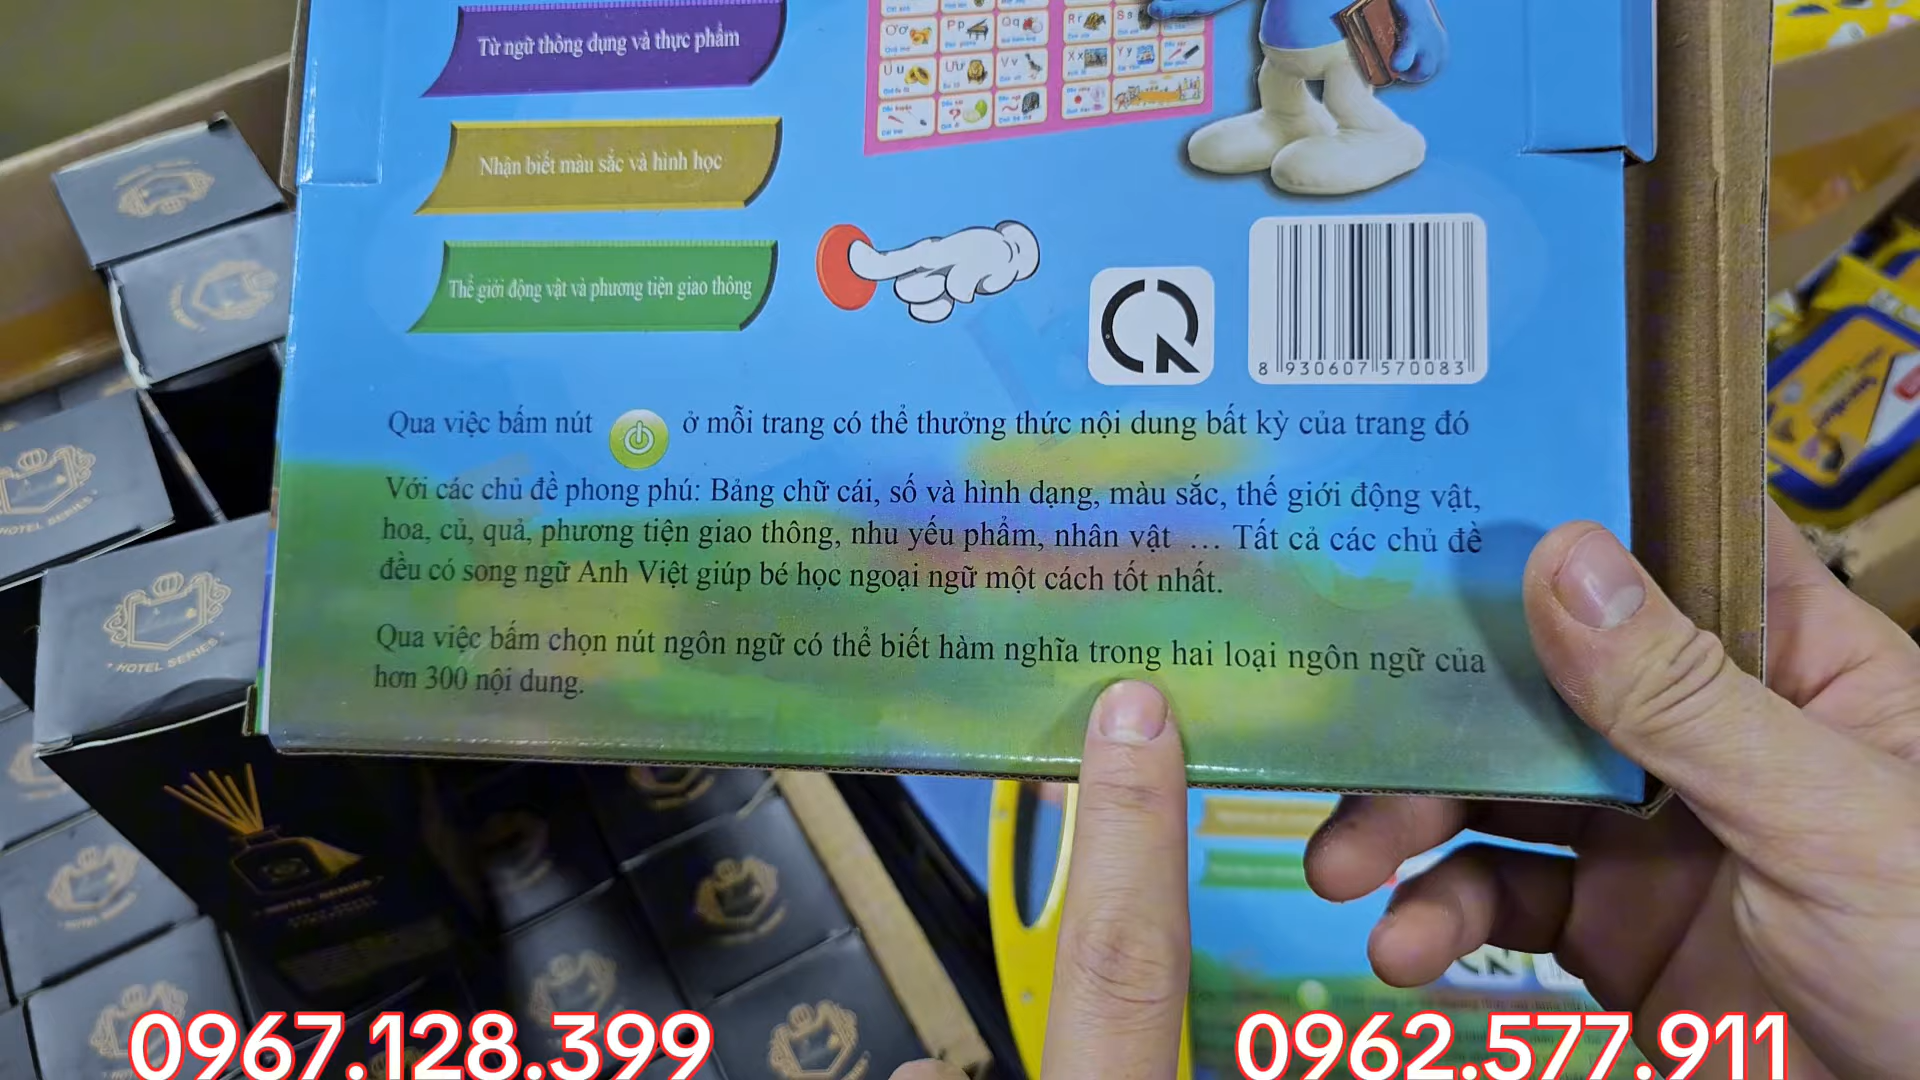 Từ ngữ thông dụng và thực phẩm
Nhận biết màu sắc và hình học
Thế giới động vật và phương tiện giao thông
Ơ ơ
P p
Q q
R r
S s
U u
Ư ư
V v
X x
Y y
8 930607 570083
Qua việc bấm nút ở mỗi trang có thể thưởng thức nội dung bất kỳ của trang đó
Với các chủ đề phong phú: Bảng chữ cái, số và hình dạng, màu sắc, thế giới động vật,
hoa, củ, quả, phương tiện giao thông, nhu yếu phẩm, nhân vật ... Tất cả các chủ đề
đều có song ngữ Anh Việt giúp bé học ngoại ngữ một cách tốt nhất.
Qua việc bấm chọn nút ngôn ngữ có thể biết hàm nghĩa trong hai loại ngôn ngữ của
hơn 300 nội dung.
HOTEL SERIES
HOTEL SERIES
HOTEL SERIES
0967.128.399
0962.577.911